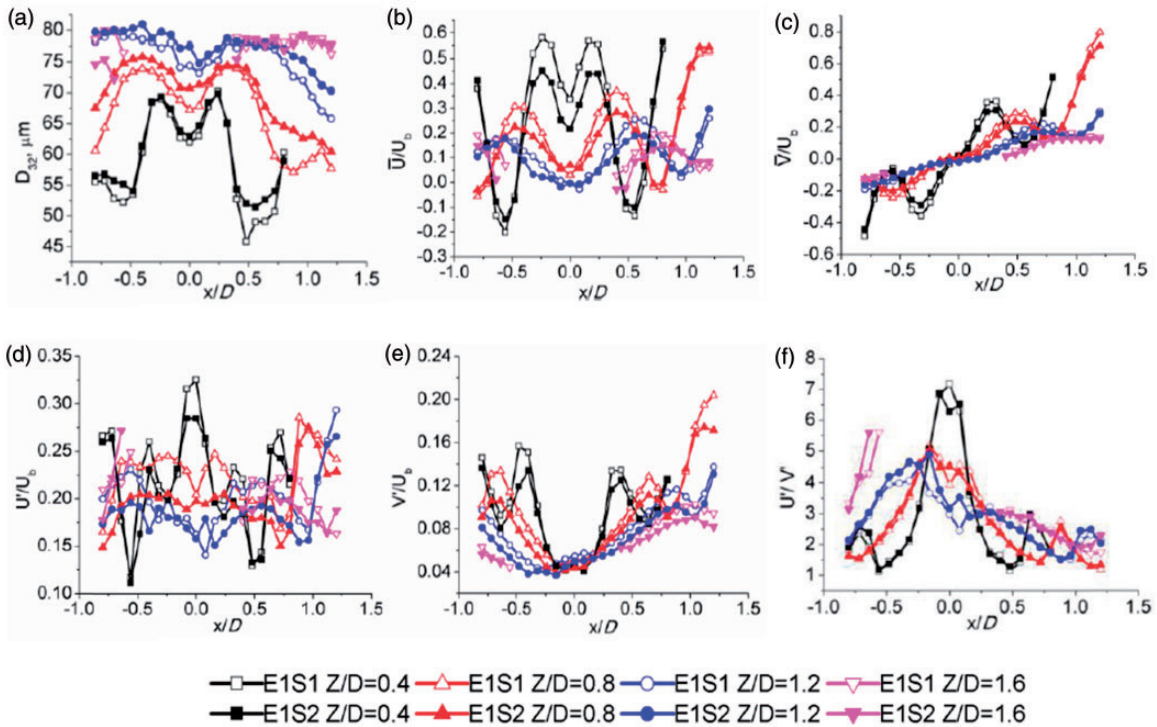 (a)
80
75
70
65
60
55
50
45
D32, μm
-1.0 -0.5 0.0 0.5 1.0 1.5
x/D
(b)
0.6
0.5
0.4
0.3
0.2
0.1
0.0
-0.1
-0.3
U̅/Ub
-1.0 -0.5 0.0 0.5 1.0 1.5
x/D
(c)
0.8
0.6
0.4
0.2
0.0
-0.2
-0.4
-0.6
V̅/Ub
-1.0 -0.5 0.0 0.5 1.0 1.5
x/D
(d)
0.35
0.30
0.25
0.20
0.15
0.10
U'/Ub
-1.0 -0.5 0.0 0.5 1.0 1.5
x/D
(e)
0.24
0.20
0.16
0.12
0.08
0.04
V'/Ub
-1.0 -0.5 0.0 0.5 1.0 1.5
x/D
(f)
8
7
6
5
4
3
2
1
U'/ V'
-1.0 -0.5 0.0 0.5 1.0 1.5
x/D
E1S1 Z/D=0.4 E1S1 Z/D=0.8 E1S1 Z/D=1.2 E1S1 Z/D=1.6
E1S2 Z/D=0.4 E1S2 Z/D=0.8 E1S2 Z/D=1.2 E1S2 Z/D=1.6